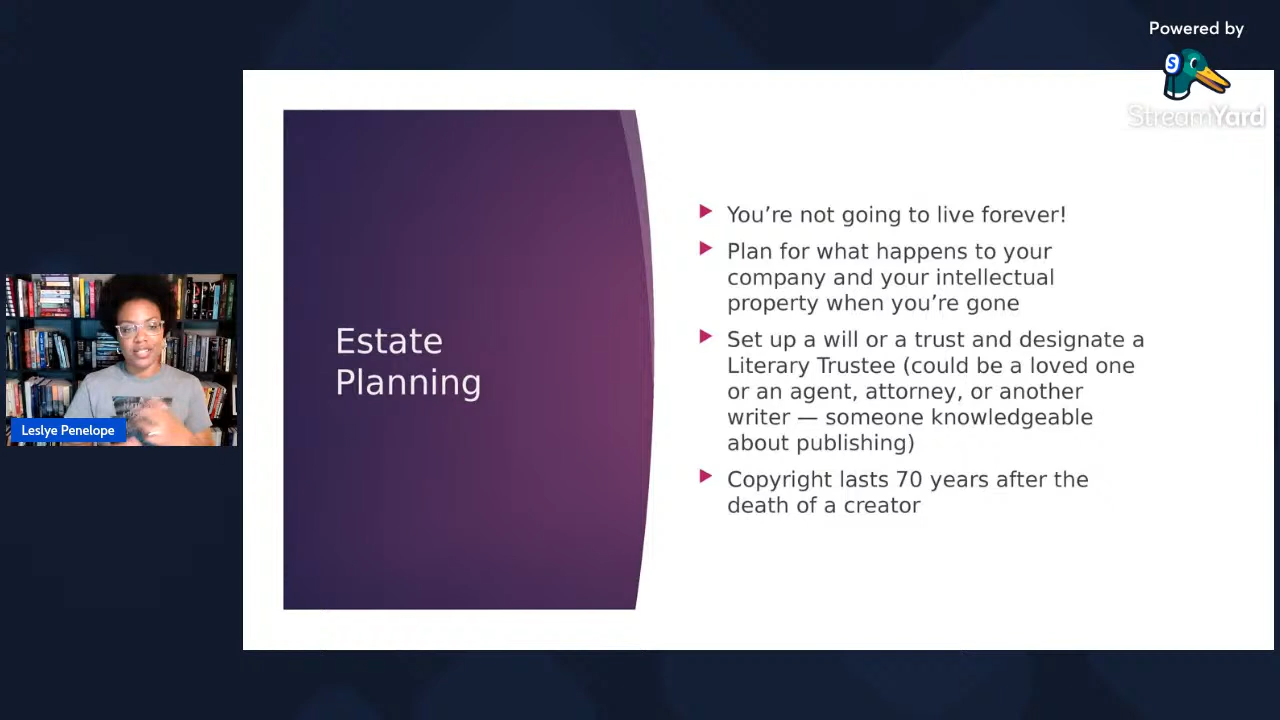 Powered by
S
StreamYard
You’re not going to live forever!
Plan for what happens to your
company and your intellectual
property when you’re gone
Set up a will or a trust and designate a
Literary Trustee (could be a loved one
or an agent, attorney, or another
writer — someone knowledgeable
about publishing)
Copyright lasts 70 years after the
death of a creator
Estate
Planning
Leslye Penelope